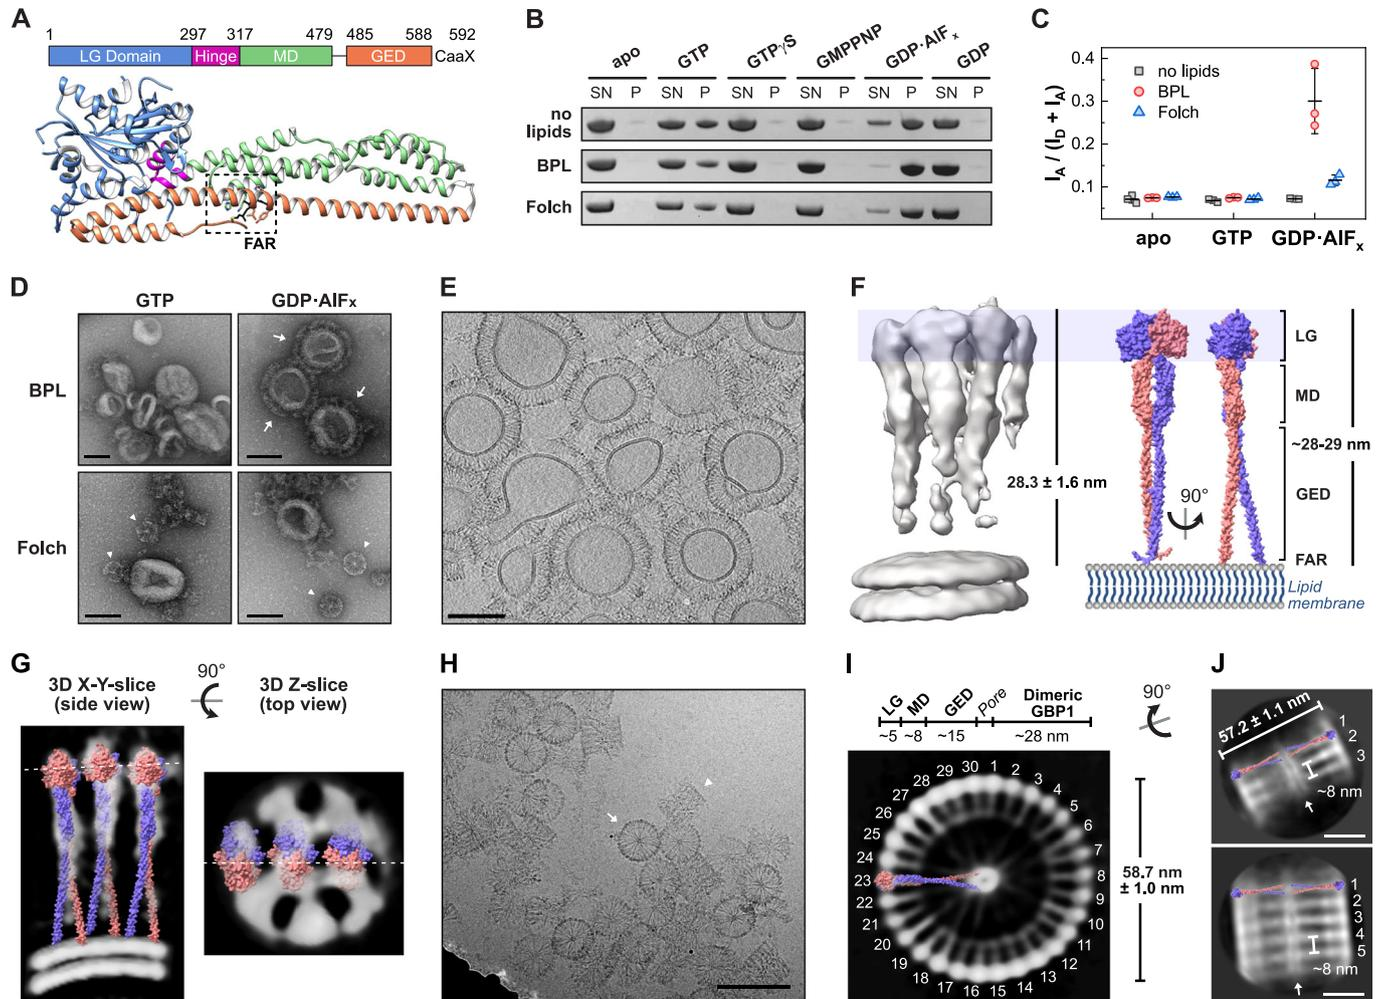 A
1 297 317 479 485 588 592
LG Domain Hinge MD GED CaaX
FAR
B
apo GTP GTPγS GMPPNP GDP·AlFx GDP
SN P SN P SN P SN P SN P SN P
no
lipids
BPL
Folch
C
IA / (ID + IA)
0.4
0.3
0.2
0.1
no lipids
BPL
Folch
apo GTP GDP·AlFx
D
GTP GDP·AlFx
BPL
Folch
E
F
28.3 ± 1.6 nm
LG
MD
~28-29 nm
90°
GED
FAR
Lipid
membrane
G
3D X-Y-slice
(side view)
90°
3D Z-slice
(top view)
H
I
LG MD GED Pore Dimeric
GBP1
~5 ~8 ~15 ~28 nm
90°
1
2
3
4
5
6
7
8
9
10
11
12
13
14
15
16
17
18
19
20
21
22
23
24
25
26
27
28
29
30
58.7 nm
± 1.0 nm
J
57.2 ± 1.1 nm
1
2
3
~8 nm
1
2
3
4
5
~8 nm